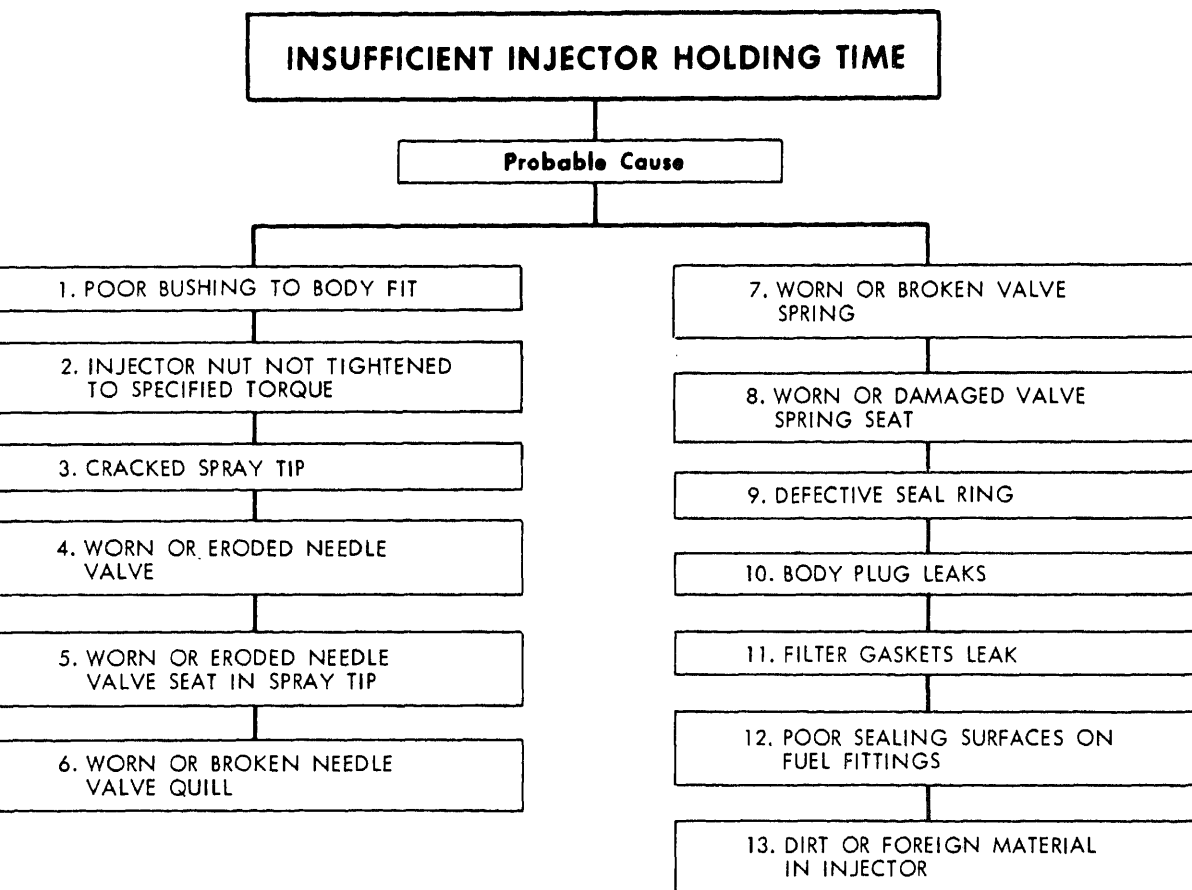 INSUFFICIENT INJECTOR HOLDING TIME
Probable Cause
1. POOR BUSHING TO BODY FIT
2. INJECTOR NUT NOT TIGHTENED
TO SPECIFIED TORQUE
3. CRACKED SPRAY TIP
4. WORN OR ERODED NEEDLE
VALVE
5. WORN OR ERODED NEEDLE
VALVE SEAT IN SPRAY TIP
6. WORN OR BROKEN NEEDLE
VALVE QUILL
7. WORN OR BROKEN VALVE
SPRING
8. WORN OR DAMAGED VALVE
SPRING SEAT
9. DEFECTIVE SEAL RING
10. BODY PLUG LEAKS
11. FILTER GASKETS LEAK
12. POOR SEALING SURFACES ON
FUEL FITTINGS
13. DIRT OR FOREIGN MATERIAL
IN INJECTOR